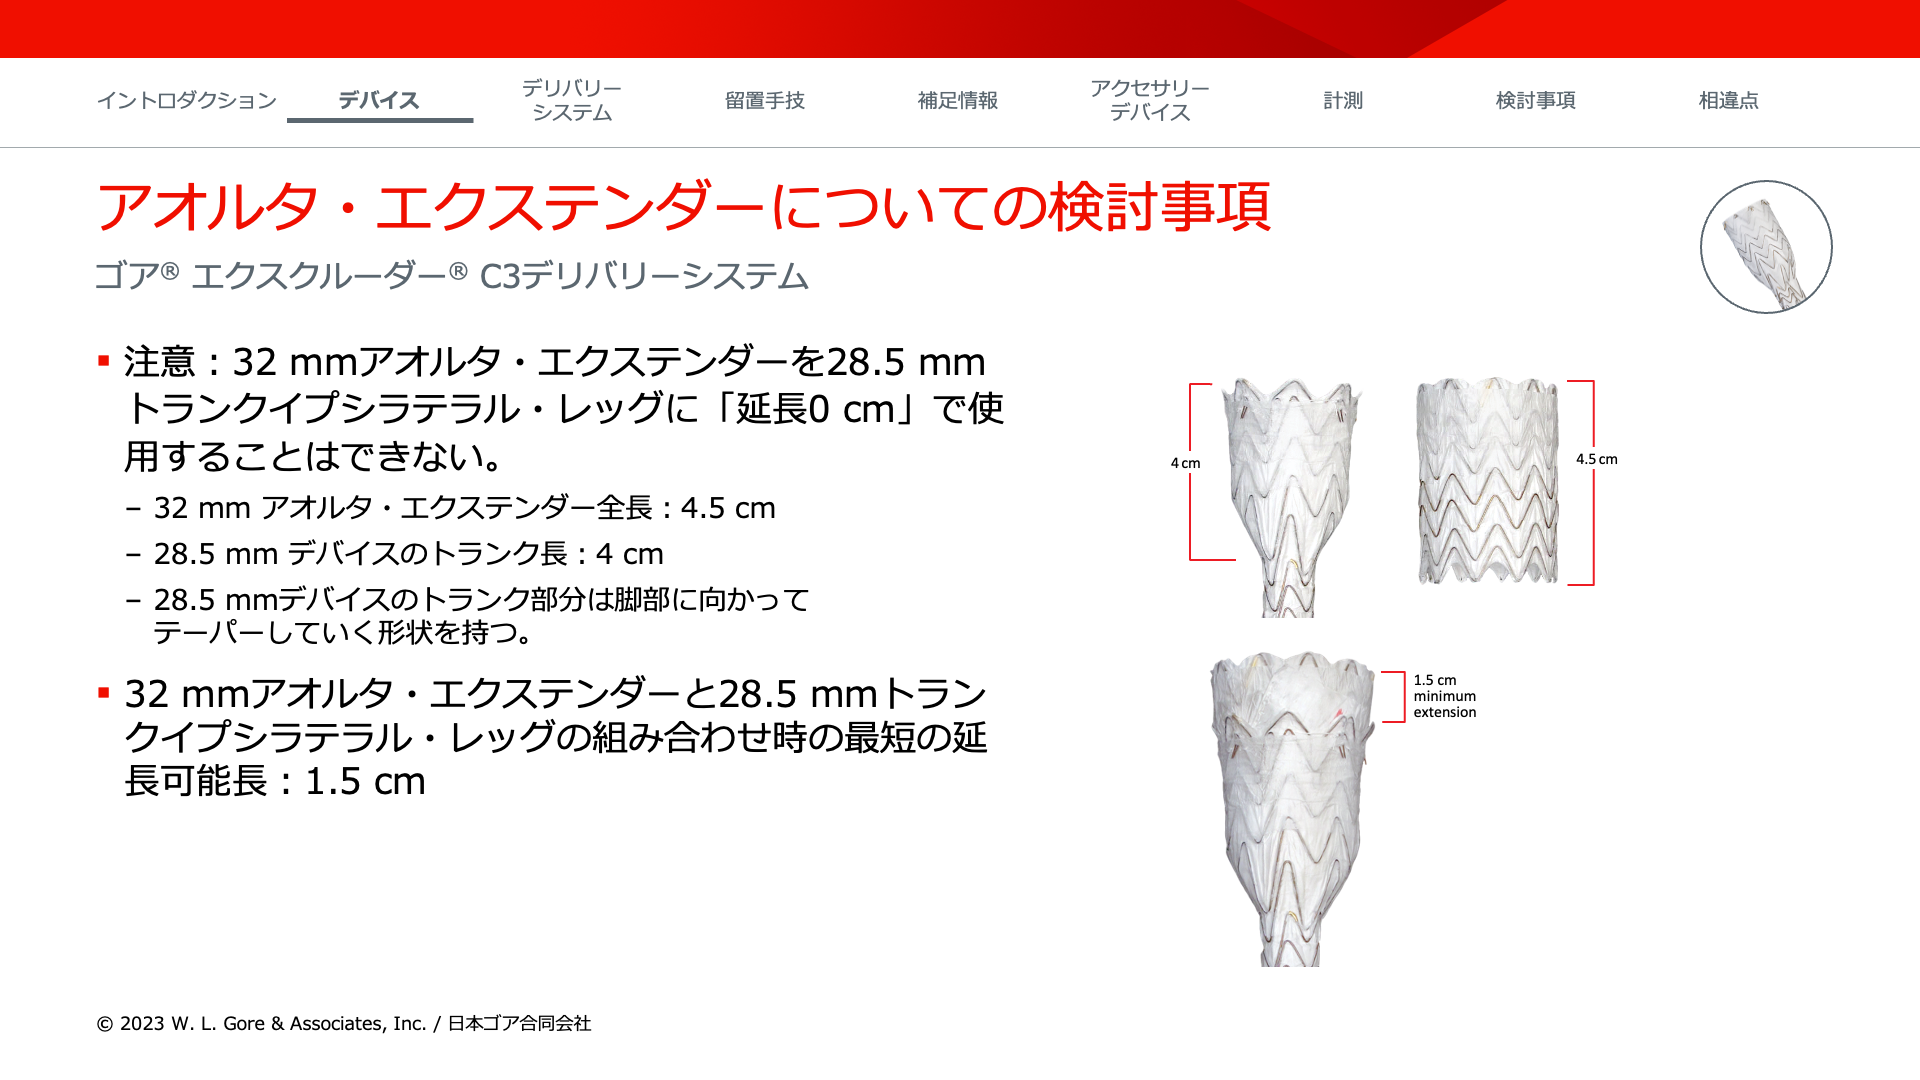 イントロダクション
デバイス
デリバリー
システム
留置手技
補足情報
アクセサリー
デバイス
計測
検討事項
相違点
アオルタ・エクステンダーについての検討事項
ゴア® エクスクルーダー® C3デリバリーシステム
▪ 注意：32 mmアオルタ・エクステンダーを28.5 mm
トランクイプシラテラル・レッグに「延長0 cm」で使
用することはできない。
– 32 mm アオルタ・エクステンダー全長：4.5 cm
– 28.5 mm デバイスのトランク長：4 cm
– 28.5 mmデバイスのトランク部分は脚部に向かって
テーパーしていく形状を持つ。
▪ 32 mmアオルタ・エクステンダーと28.5 mmトラン
クイプシラテラル・レッグの組み合わせ時の最短の延
長可能長：1.5 cm
4 cm
4.5 cm
1.5 cm
minimum
extension
© 2023 W. L. Gore & Associates, Inc. / 日本ゴア合同会社